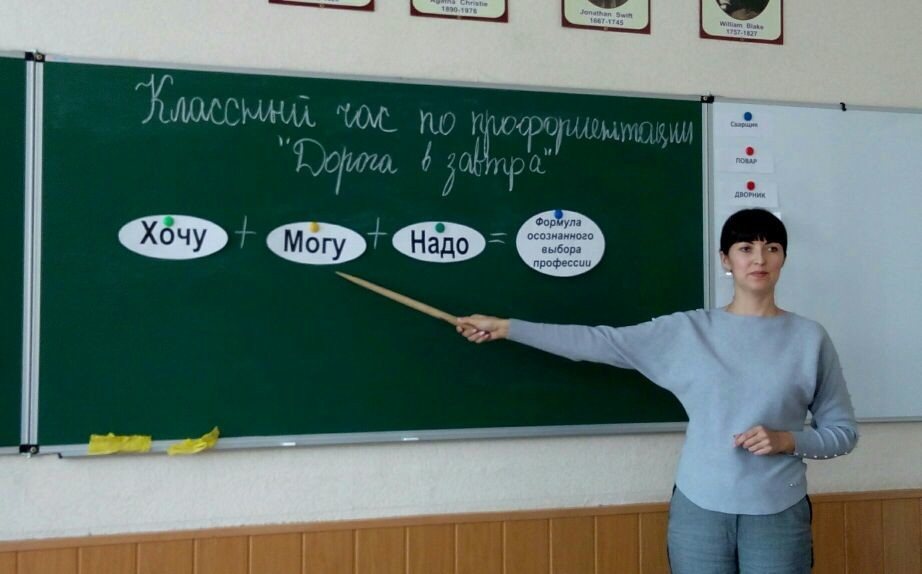 Agatha Christie
1890-1976
Jonathan Swift
1667-1745
William Blake
1757-1827
Классный час по профориентации
"Дорога в завтра"
Хочу + Могу + Надо = Формула
осознанного
выбора
профессии
Сварщик
ПОВАР
ДВОРНИК